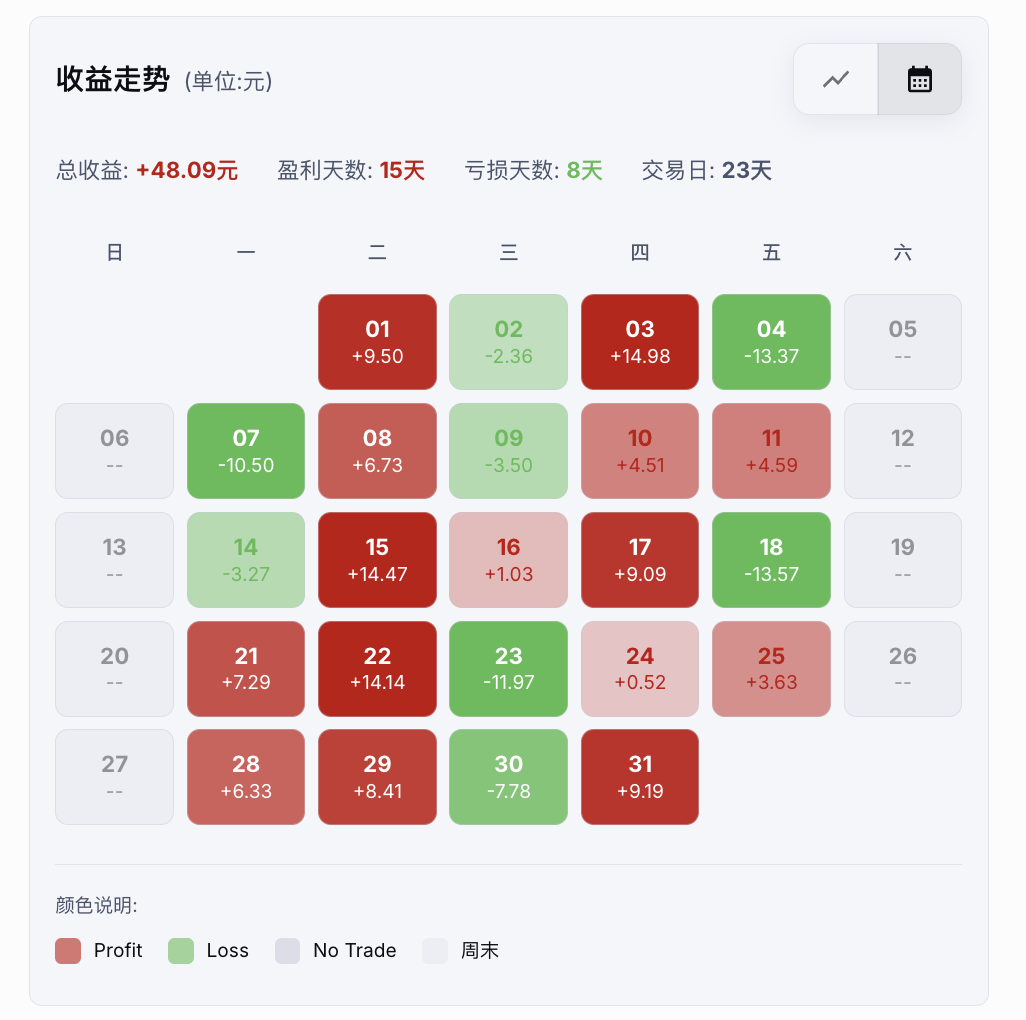 收益走势 (单位:元)
总收益: +48.09元 盈利天数: 15天 亏损天数: 8天 交易日: 23天
日 一 二 三 四 五 六
01 02 03 04 05
+9.50 -2.36 +14.98 -13.37 --
06 07 08 09 10 11 12
-- -10.50 +6.73 -3.50 +4.51 +4.59 --
13 14 15 16 17 18 19
-- -3.27 +14.47 +1.03 +9.09 -13.57 --
20 21 22 23 24 25 26
-- +7.29 +14.14 -11.97 +0.52 +3.63 --
27 28 29 30 31
-- +6.33 +8.41 -7.78 +9.19
颜色说明:
Profit Loss No Trade 周末